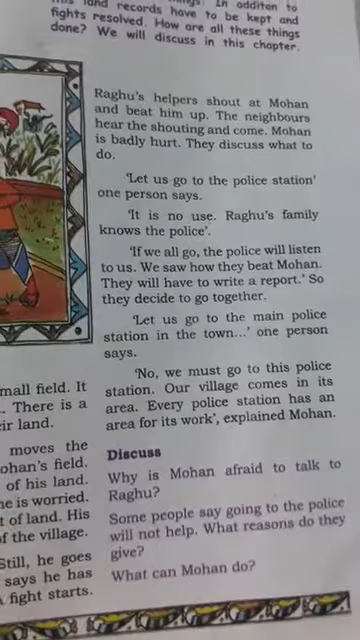 land records have to be kept and
fights resolved. How are all these things
done? We will discuss in this chapter.
mall field. It
There is a
ir land.
moves the
ohan's field.
of his land.
he is worried.
t of land. His
f the village.
Still, he goes
says he has
fight starts.
Raghu's helpers shout at Mohan
and beat him up. The neighbours
hear the shouting and come. Mohan
is badly hurt. They discuss what to
do.
'Let us go to the police station'
one person says.
'It is no use. Raghu's family
knows the police'.
'If we all go, the police will listen
to us. We saw how they beat Mohan.
They will have to write a report.' So
they decide to go together.
'Let us go to the main police
station in the town...' one person
says.
'No, we must go to this police
station. Our village comes in its
area. Every police station has an
area for its work', explained Mohan.
Discuss
Why is Mohan afraid to talk to
Raghu?
Some people say going to the police
will not help. What reasons do they
give?
What can Mohan do?